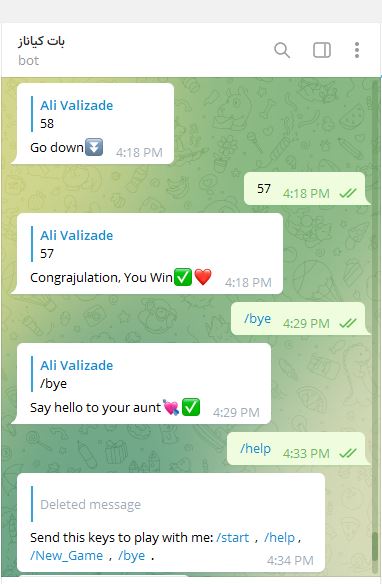 بات کیاناز
bot
Ali Valizade
58
Go down⏬ 4:18 PM
57 4:18 PM
Ali Valizade
57
Congrajulation, You Win✅❤️ 4:18 PM
/bye 4:29 PM
Ali Valizade
/bye
Say hello to your aunt💘✅ 4:29 PM
/help 4:33 PM
Deleted message
Send this keys to play with me: /start , /help ,
/New_Game , /bye . 4:34 PM